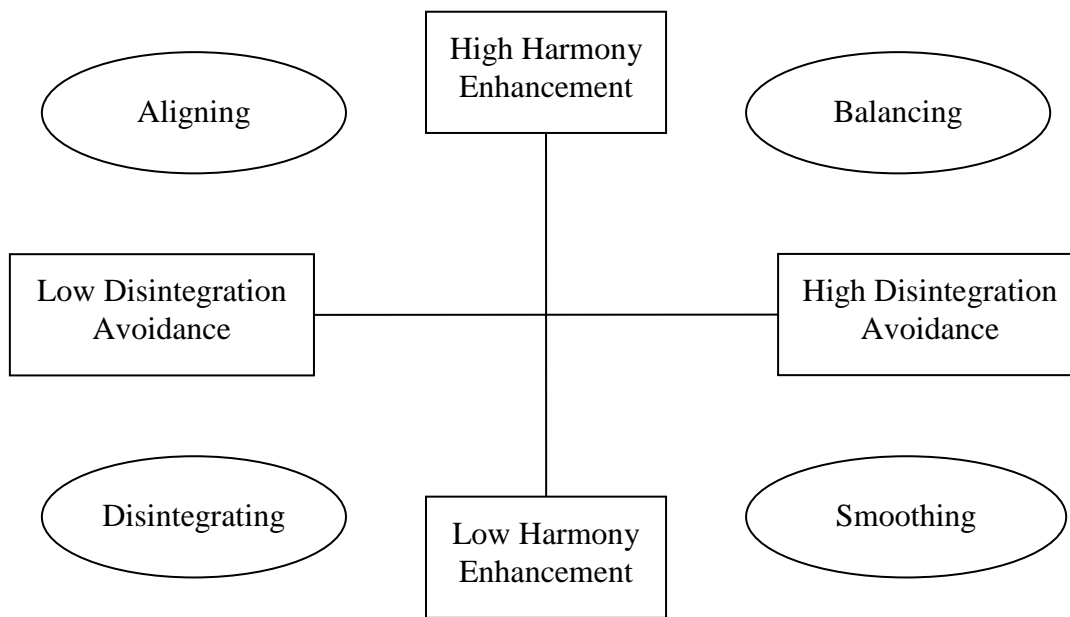 High Harmony
Enhancement
Aligning
Balancing
Low Disintegration
Avoidance
High Disintegration
Avoidance
Disintegrating
Smoothing
Low Harmony
Enhancement